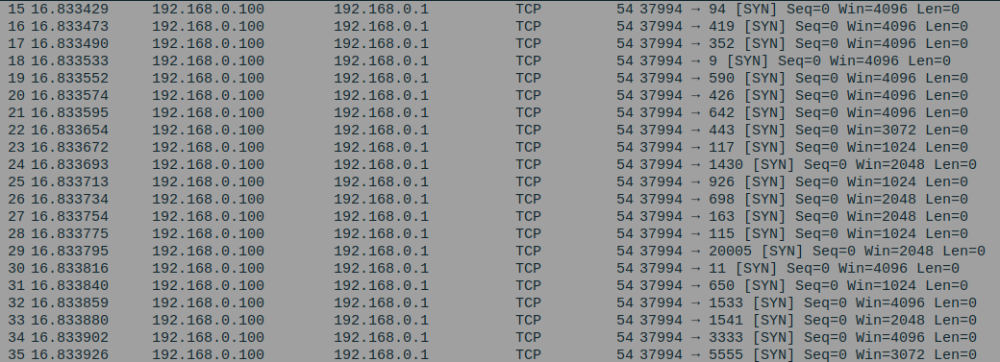 15 16.833429 192.168.0.100 192.168.0.1 TCP 54 37994 → 94 [SYN] Seq=0 Win=4096 Len=0
16 16.833473 192.168.0.100 192.168.0.1 TCP 54 37994 → 419 [SYN] Seq=0 Win=4096 Len=0
17 16.833490 192.168.0.100 192.168.0.1 TCP 54 37994 → 352 [SYN] Seq=0 Win=4096 Len=0
18 16.833533 192.168.0.100 192.168.0.1 TCP 54 37994 → 9 [SYN] Seq=0 Win=4096 Len=0
19 16.833552 192.168.0.100 192.168.0.1 TCP 54 37994 → 590 [SYN] Seq=0 Win=4096 Len=0
20 16.833574 192.168.0.100 192.168.0.1 TCP 54 37994 → 426 [SYN] Seq=0 Win=4096 Len=0
21 16.833595 192.168.0.100 192.168.0.1 TCP 54 37994 → 642 [SYN] Seq=0 Win=4096 Len=0
22 16.833654 192.168.0.100 192.168.0.1 TCP 54 37994 → 443 [SYN] Seq=0 Win=3072 Len=0
23 16.833672 192.168.0.100 192.168.0.1 TCP 54 37994 → 117 [SYN] Seq=0 Win=1024 Len=0
24 16.833693 192.168.0.100 192.168.0.1 TCP 54 37994 → 1430 [SYN] Seq=0 Win=2048 Len=0
25 16.833713 192.168.0.100 192.168.0.1 TCP 54 37994 → 926 [SYN] Seq=0 Win=1024 Len=0
26 16.833734 192.168.0.100 192.168.0.1 TCP 54 37994 → 698 [SYN] Seq=0 Win=2048 Len=0
27 16.833754 192.168.0.100 192.168.0.1 TCP 54 37994 → 163 [SYN] Seq=0 Win=2048 Len=0
28 16.833775 192.168.0.100 192.168.0.1 TCP 54 37994 → 115 [SYN] Seq=0 Win=1024 Len=0
29 16.833795 192.168.0.100 192.168.0.1 TCP 54 37994 → 20005 [SYN] Seq=0 Win=2048 Len=0
30 16.833816 192.168.0.100 192.168.0.1 TCP 54 37994 → 11 [SYN] Seq=0 Win=4096 Len=0
31 16.833840 192.168.0.100 192.168.0.1 TCP 54 37994 → 650 [SYN] Seq=0 Win=1024 Len=0
32 16.833859 192.168.0.100 192.168.0.1 TCP 54 37994 → 1533 [SYN] Seq=0 Win=4096 Len=0
33 16.833880 192.168.0.100 192.168.0.1 TCP 54 37994 → 1541 [SYN] Seq=0 Win=2048 Len=0
34 16.833902 192.168.0.100 192.168.0.1 TCP 54 37994 → 3333 [SYN] Seq=0 Win=4096 Len=0
35 16.833926 192.168.0.100 192.168.0.1 TCP 54 37994 → 5555 [SYN] Seq=0 Win=3072 Len=0